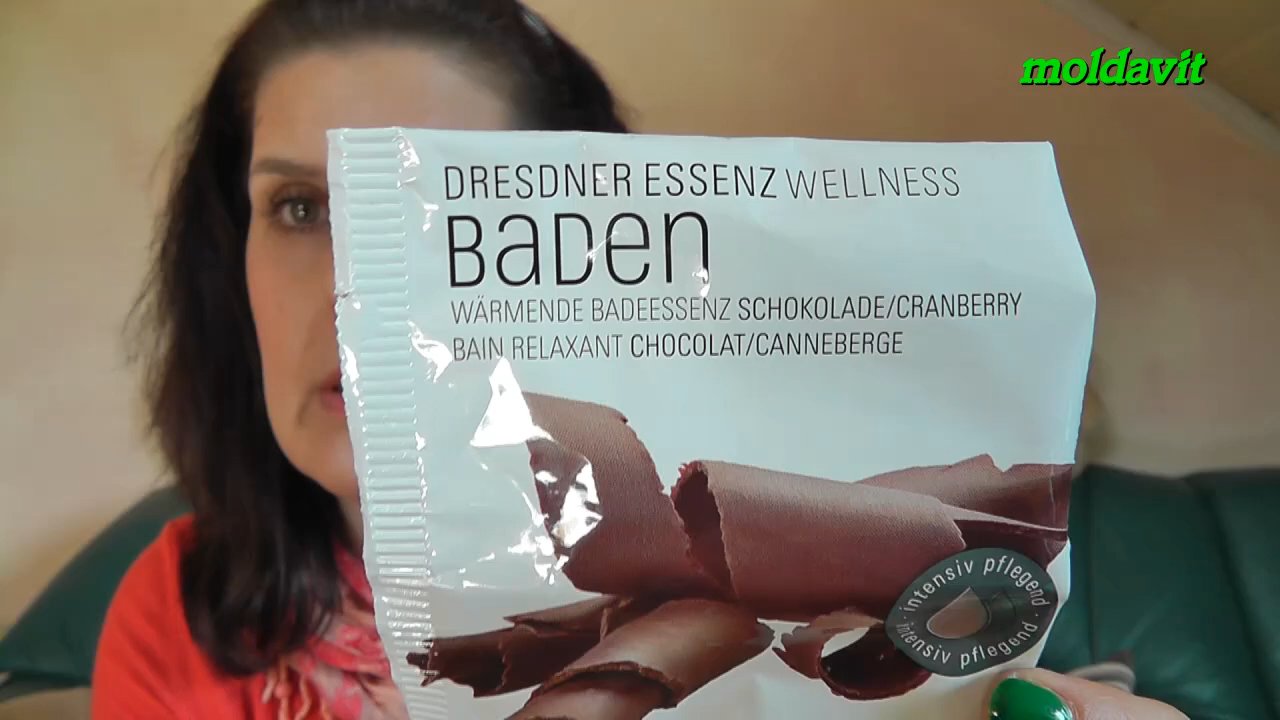 moldavit
DRESDNER ESSENZ WELLNESS
BaDen
WÄRMENDE BADEESSENZ SCHOKOLADE/CRANBERRY
BAIN RELAXANT CHOCOLAT/CANNEBERGE
intensiv pflegend
intensiv pflegend